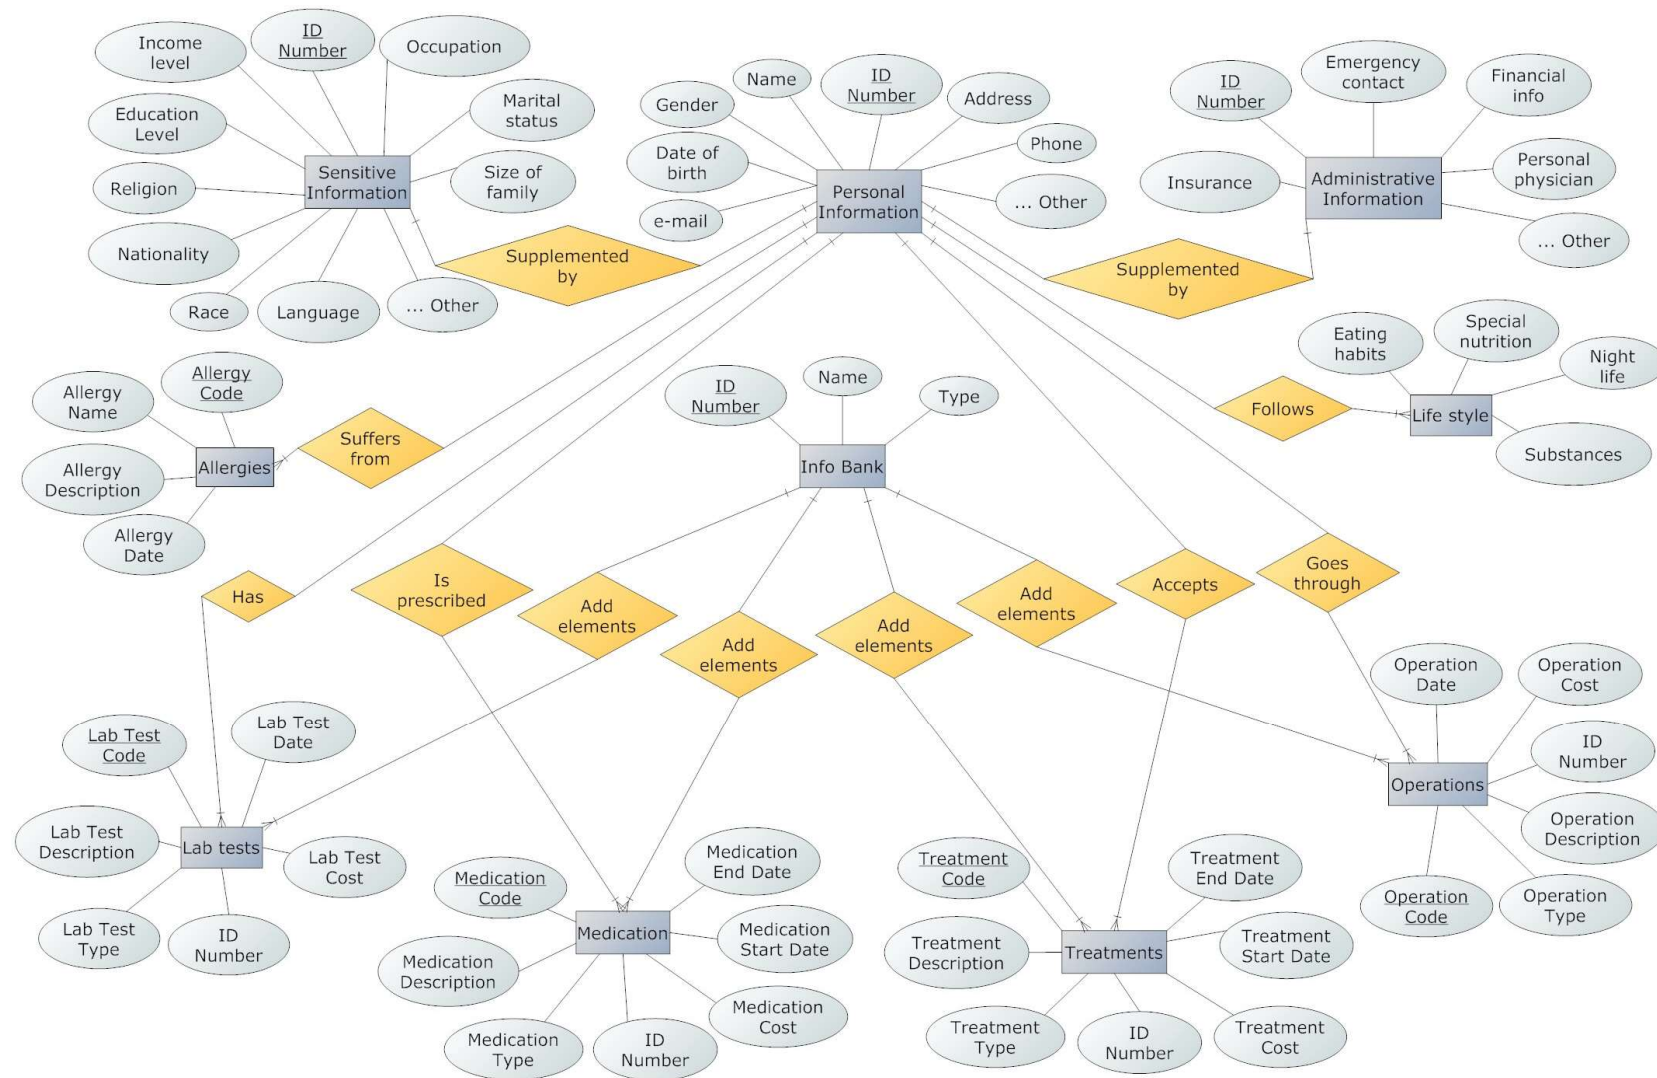 Income
level
ID
Number
Occupation
Education
Level
Marital
status
Religion
Sensitive
Information
Size of
family
Nationality
Race
Language
... Other
Supplemented
by
Name
ID
Number
Gender
Address
Date of
birth
Phone
Personal
Information
e-mail
... Other
ID
Number
Emergency
contact
Financial
info
Insurance
Administrative
Information
Personal
physician
... Other
Supplemented
by
Allergy
Name
Allergy
Code
Allergies
Allergy
Description
Allergy
Date
Suffers
from
ID
Number
Name
Type
Info Bank
Follows
Eating
habits
Special
nutrition
Night
life
Life style
Substances
Has
Is
prescribed
Add
elements
Add
elements
Add
elements
Add
elements
Accepts
Goes
through
Lab Test
Code
Lab Test
Date
Lab Test
Description
Lab tests
Lab Test
Cost
Lab Test
Type
ID
Number
Medication
Code
Medication
End Date
Medication
Medication
Start Date
Medication
Description
Medication
Type
ID
Number
Medication
Cost
Treatment
Code
Treatment
End Date
Treatment
Description
Treatments
Treatment
Start Date
Treatment
Type
ID
Number
Treatment
Cost
Operation
Date
Operation
Cost
ID
Number
Operations
Operation
Description
Operation
Code
Operation
Type